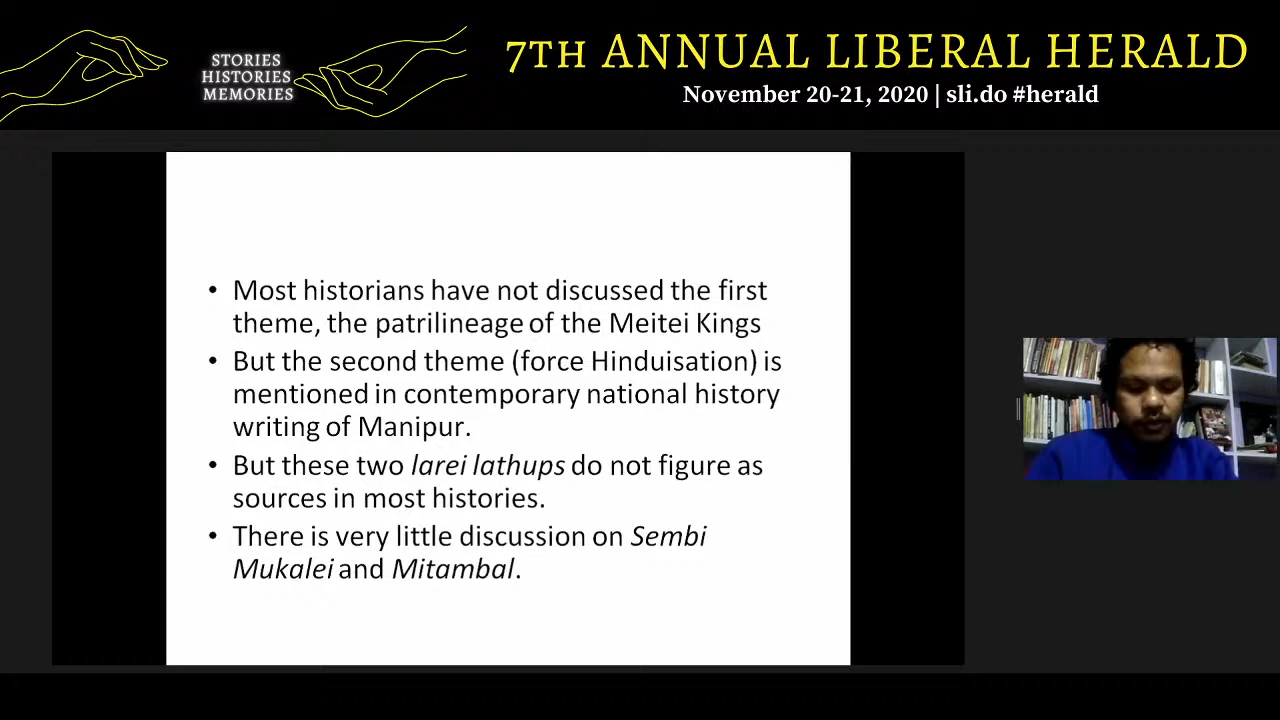 STORIES
HISTORIES
MEMORIES
7TH ANNUAL LIBERAL HERALD
November 20-21, 2020 | sli.do #herald
• Most historians have not discussed the first
theme, the patrilineage of the Meitei Kings
• But the second theme (force Hinduisation) is
mentioned in contemporary national history
writing of Manipur.
• But these two larei lathups do not figure as
sources in most histories.
• There is very little discussion on Sembi
Mukalei and Mitambal.